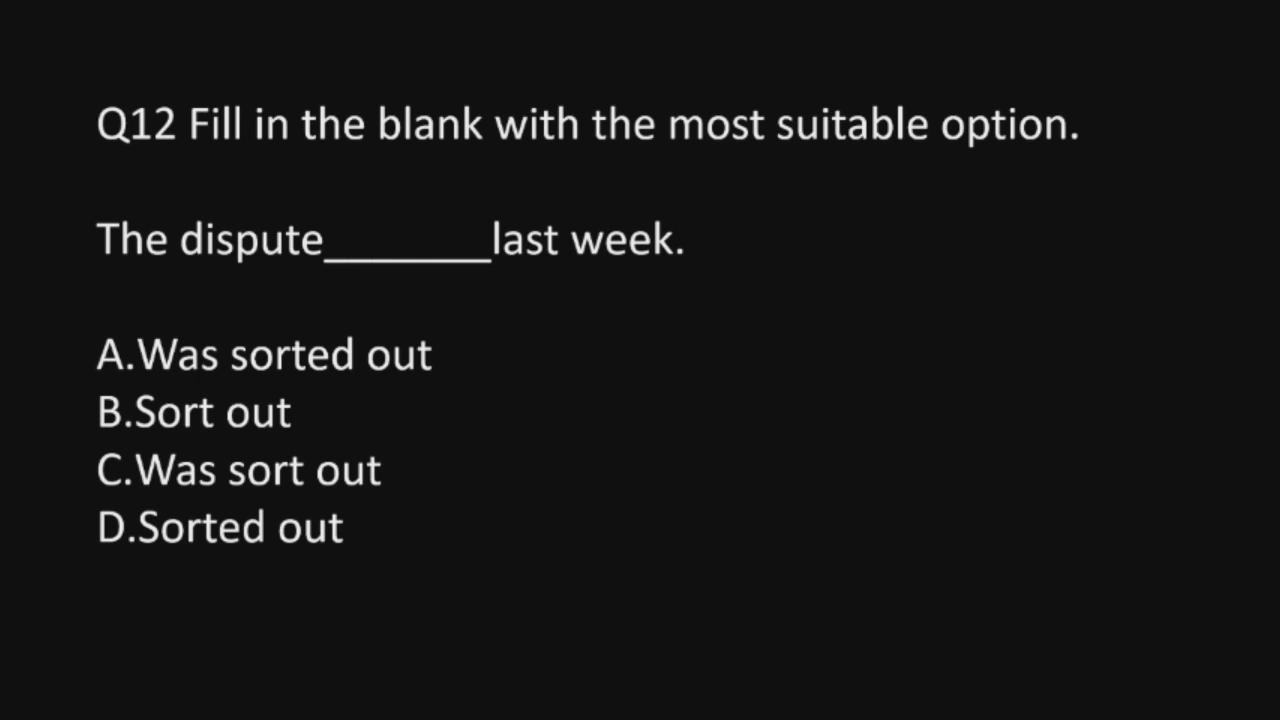 Q12 Fill in the blank with the most suitable option.
The dispute_______last week.
A.Was sorted out
B.Sort out
C.Was sort out
D.Sorted out